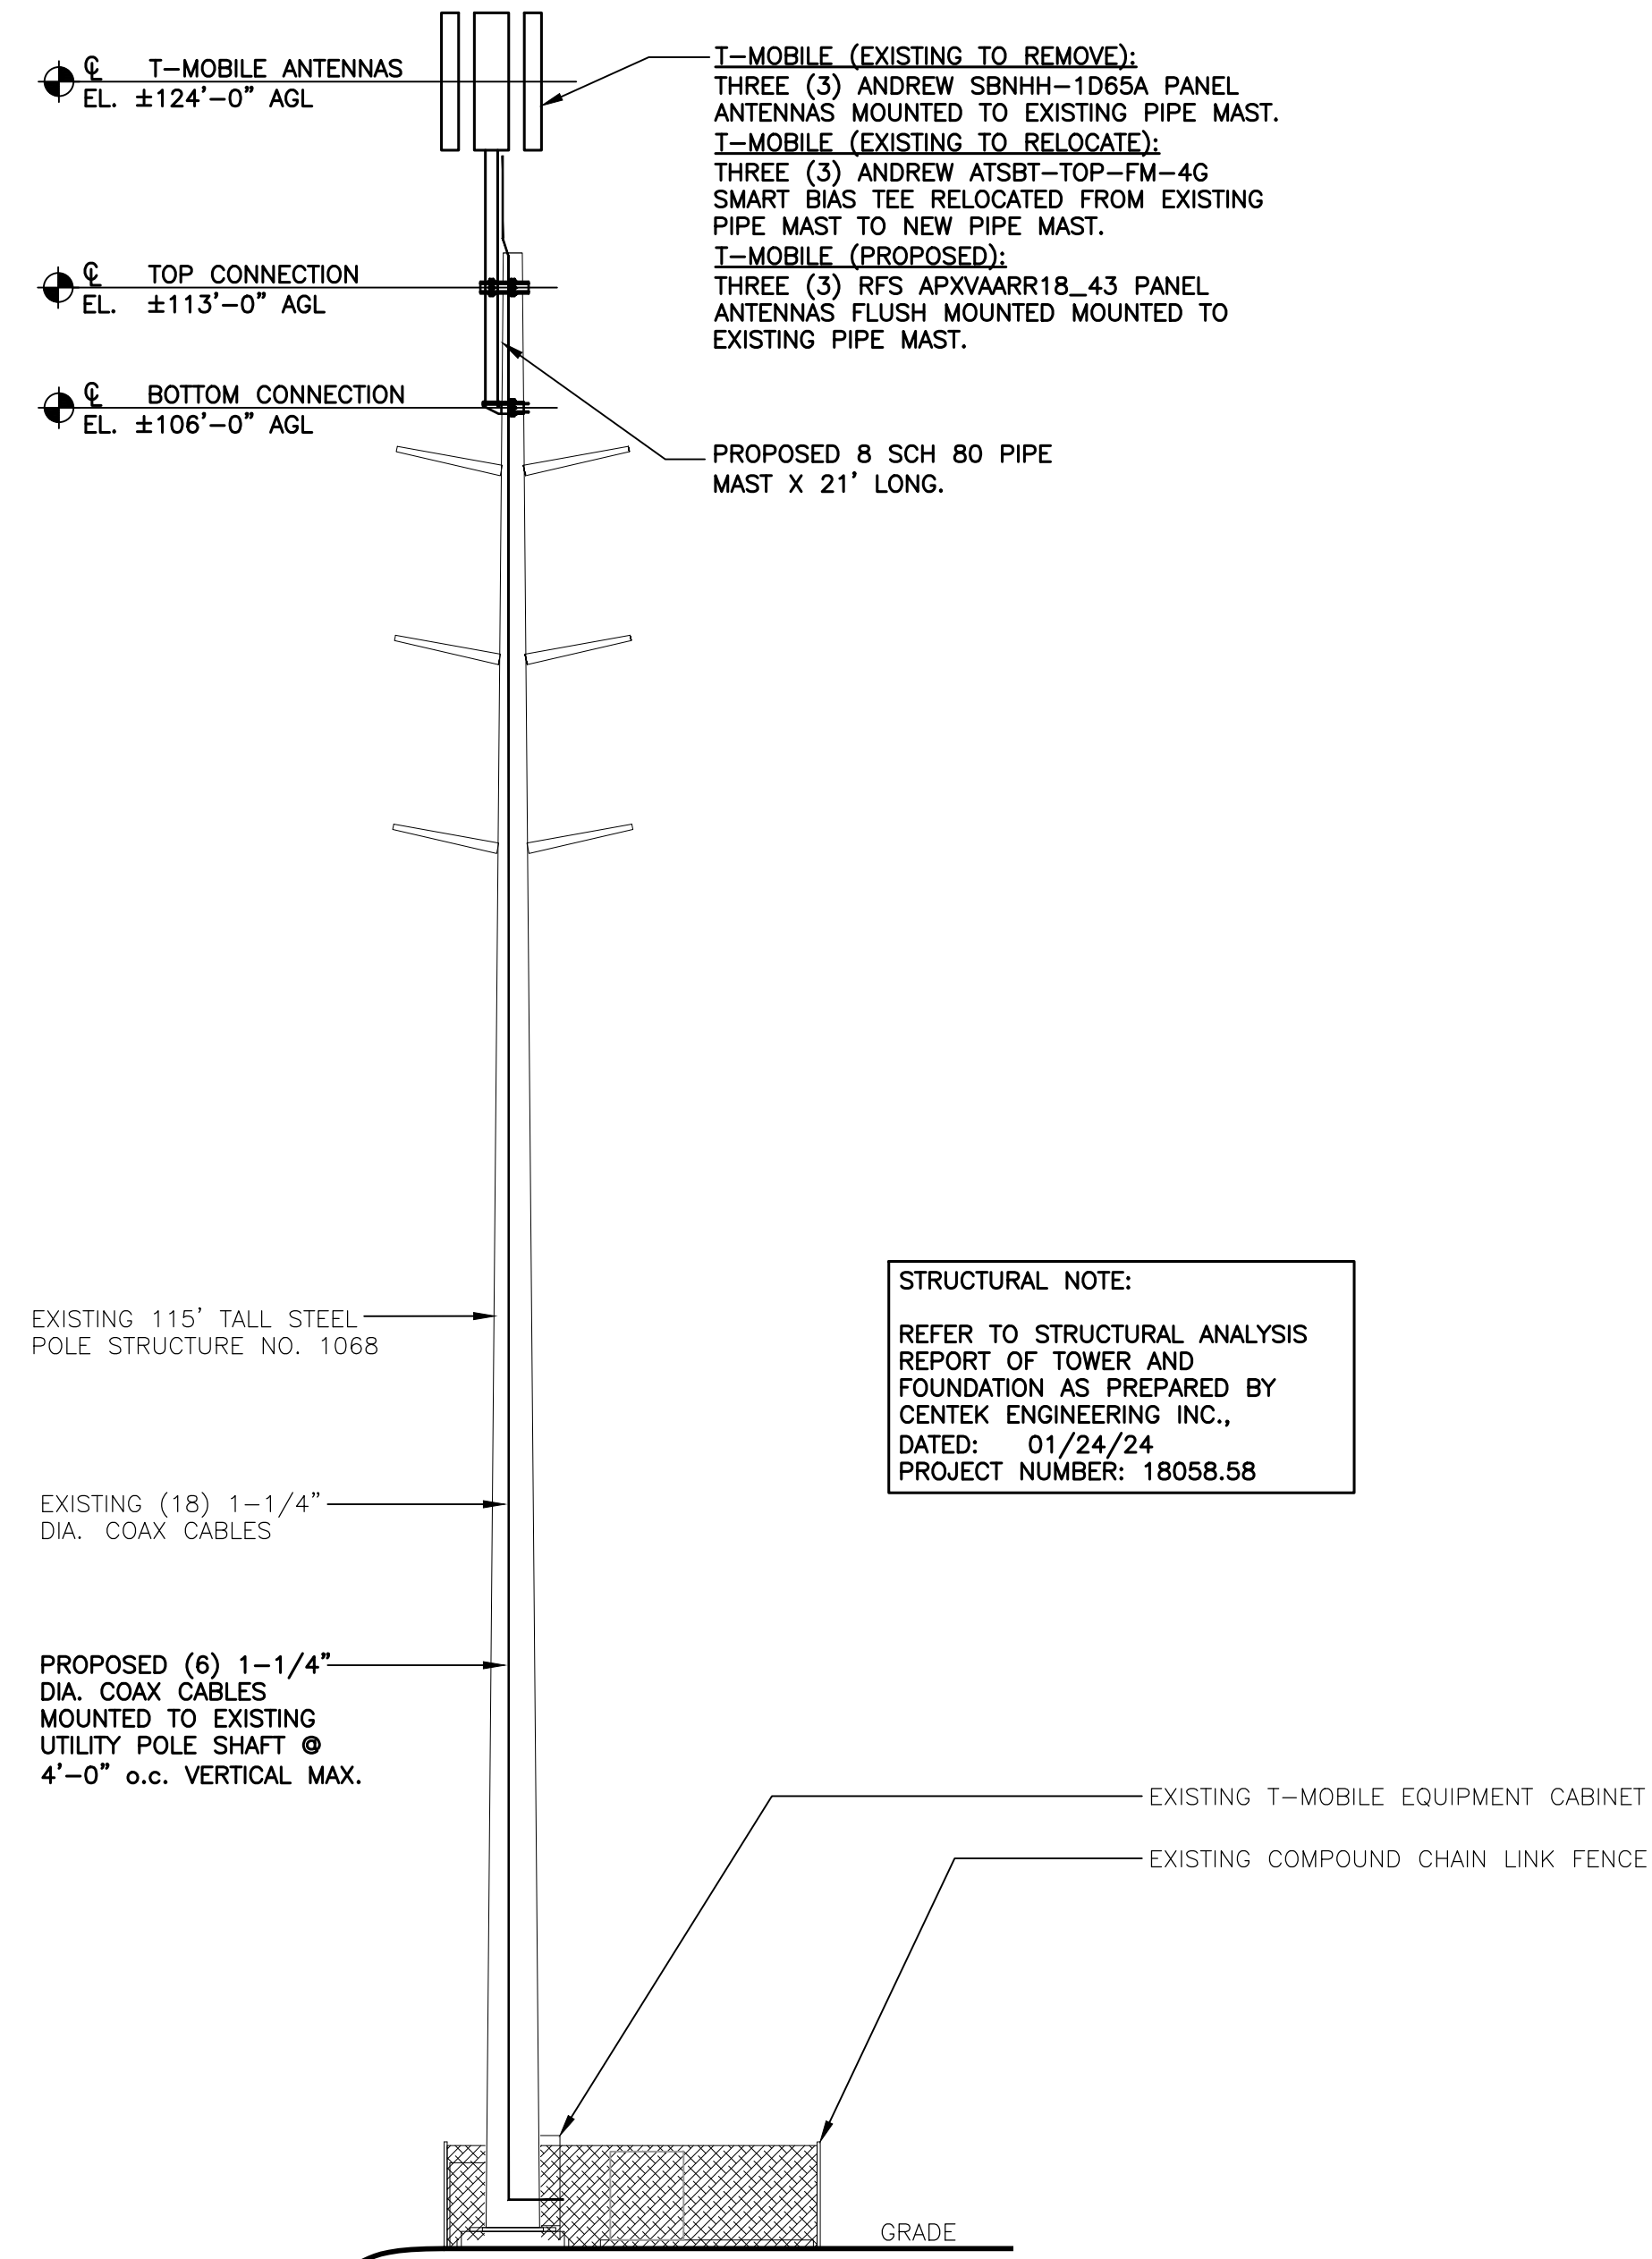 ℄ T-MOBILE ANTENNAS
EL. ±124'-0" AGL
℄ TOP CONNECTION
EL. ±113'-0" AGL
℄ BOTTOM CONNECTION
EL. ±106'-0" AGL
T-MOBILE (EXISTING TO REMOVE):
THREE (3) ANDREW SBNHH-1D65A PANEL
ANTENNAS MOUNTED TO EXISTING PIPE MAST.
T-MOBILE (EXISTING TO RELOCATE):
THREE (3) ANDREW ATSBT-TOP-FM-4G
SMART BIAS TEE RELOCATED FROM EXISTING
PIPE MAST TO NEW PIPE MAST.
T-MOBILE (PROPOSED):
THREE (3) RFS APXVAARR18_43 PANEL
ANTENNAS FLUSH MOUNTED MOUNTED TO
EXISTING PIPE MAST.
PROPOSED 8 SCH 80 PIPE
MAST X 21' LONG.
STRUCTURAL NOTE:
REFER TO STRUCTURAL ANALYSIS
REPORT OF TOWER AND
FOUNDATION AS PREPARED BY
CENTEK ENGINEERING INC.,
DATED: 01/24/24
PROJECT NUMBER: 18058.58
EXISTING 115' TALL STEEL
POLE STRUCTURE NO. 1068
EXISTING (18) 1-1/4"
DIA. COAX CABLES
PROPOSED (6) 1-1/4"
DIA. COAX CABLES
MOUNTED TO EXISTING
UTILITY POLE SHAFT @
4'-0" o.c. VERTICAL MAX.
EXISTING T-MOBILE EQUIPMENT CABINET
EXISTING COMPOUND CHAIN LINK FENCE
GRADE